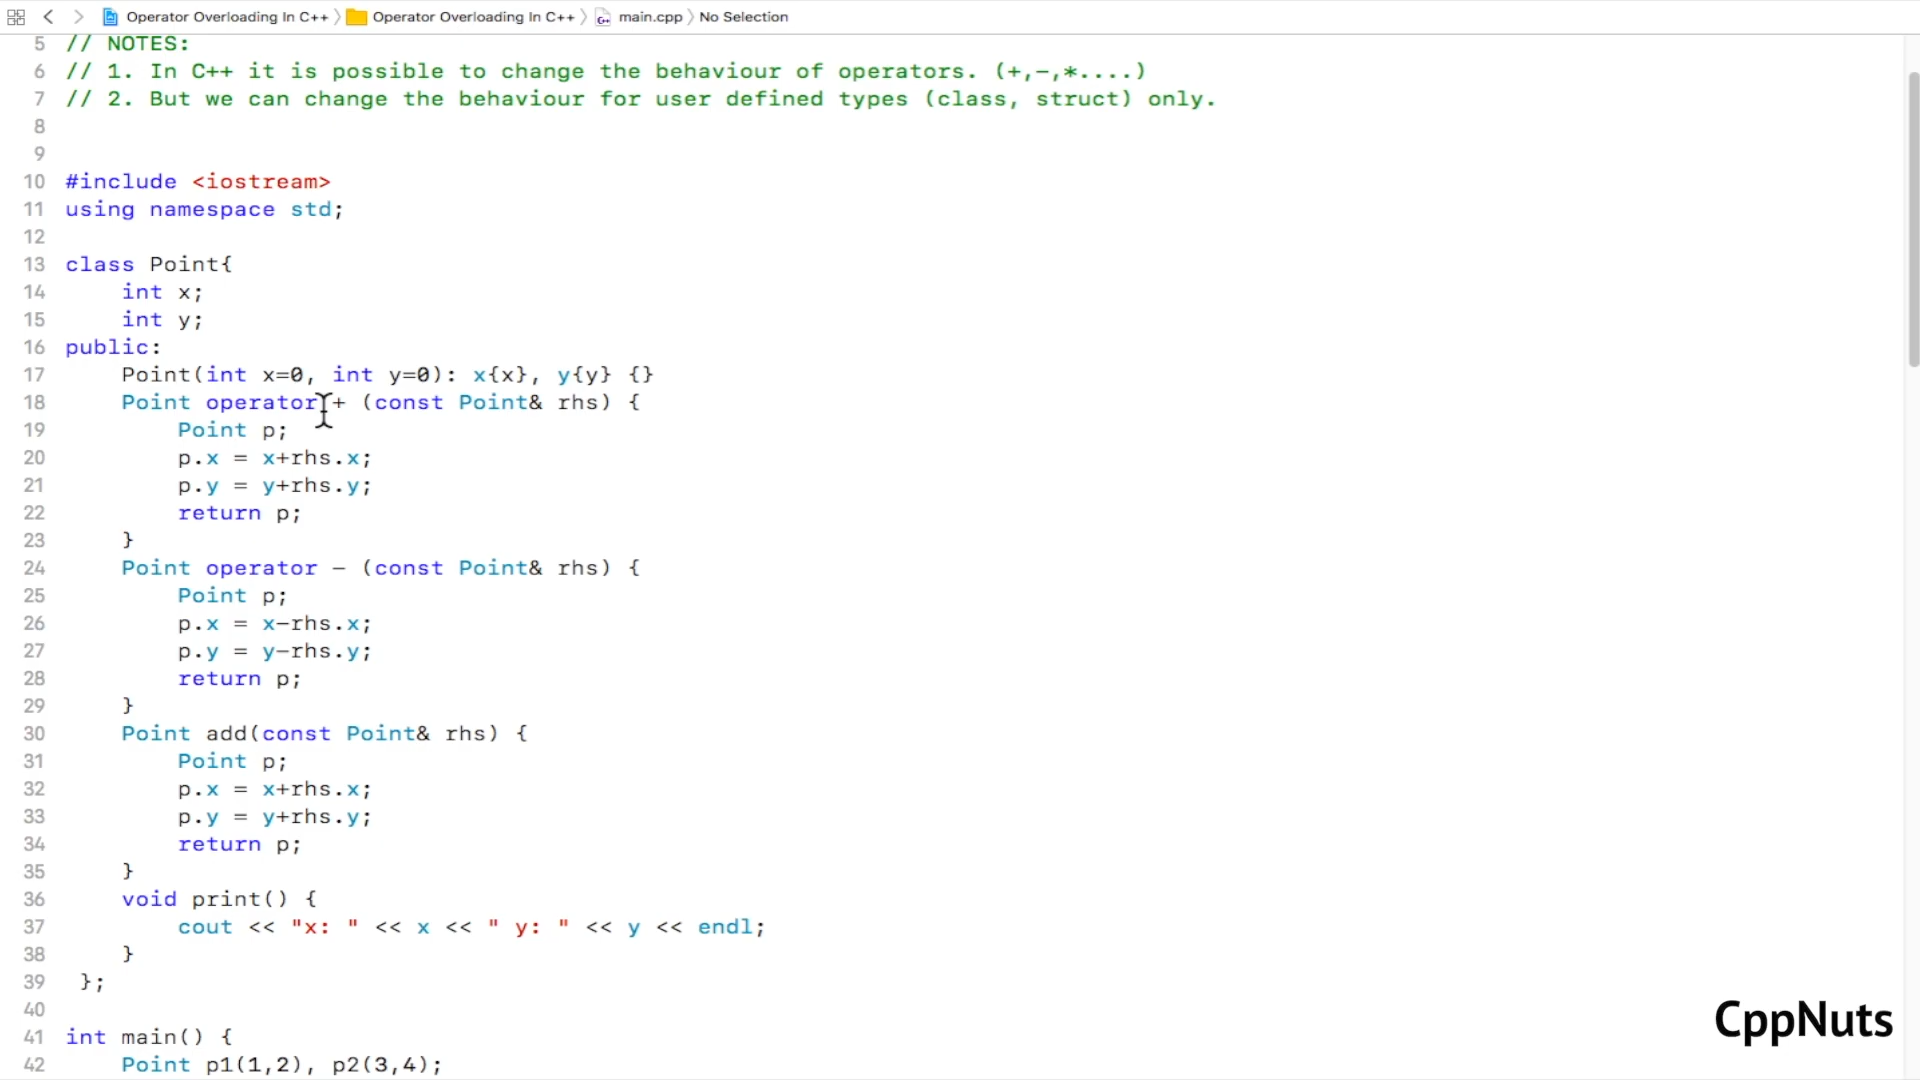 Operator Overloading In C++ Operator Overloading In C++ main.cpp No Selection
5 // NOTES:
6 // 1. In C++ it is possible to change the behaviour of operators. (+,-,*....)
7 // 2. But we can change the behaviour for user defined types (class, struct) only.
8
9
10 #include <iostream>
11 using namespace std;
12
13 class Point{
14     int x;
15     int y;
16 public:
17     Point(int x=0, int y=0): x{x}, y{y} {}
18     Point operator + (const Point& rhs) {
19         Point p;
20         p.x = x+rhs.x;
21         p.y = y+rhs.y;
22         return p;
23     }
24     Point operator - (const Point& rhs) {
25         Point p;
26         p.x = x-rhs.x;
27         p.y = y-rhs.y;
28         return p;
29     }
30     Point add(const Point& rhs) {
31         Point p;
32         p.x = x+rhs.x;
33         p.y = y+rhs.y;
34         return p;
35     }
36     void print() {
37         cout << "x: " << x << " y: " << y << endl;
38     }
39  };
40
41 int main() {
42     Point p1(1,2), p2(3,4);
CppNuts